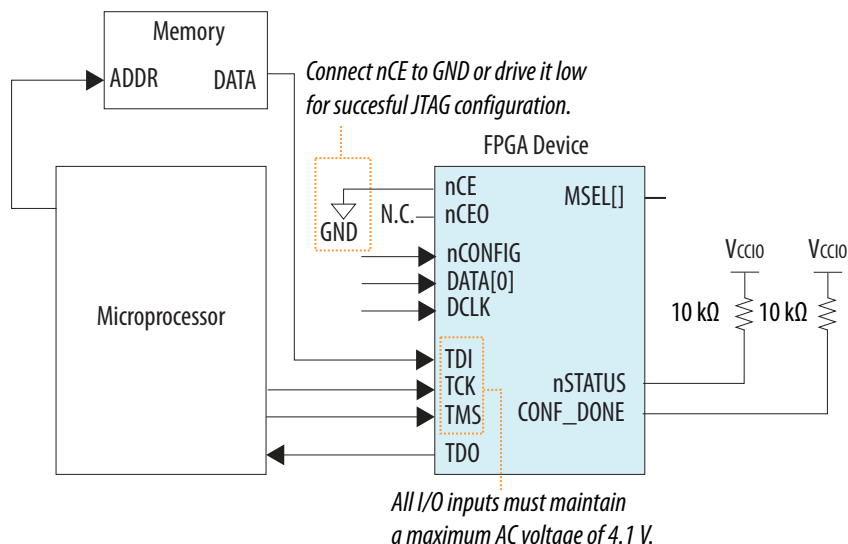 Memory
ADDR
DATA
Connect nCE to GND or drive it low
for succesful JTAG configuration.
FPGA Device
nCE
MSEL[]
N.C.
nCEO
GND
nCONFIG
DATA[0]
DCLK
VCCIO
VCCIO
10 kΩ
10 kΩ
Microprocessor
TDI
TCK
TMS
TDO
nSTATUS
CONF_DONE
All I/O inputs must maintain
a maximum AC voltage of 4.1 V.